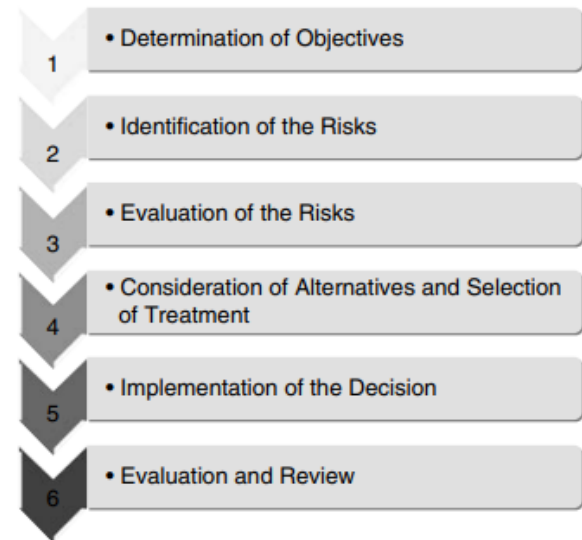 1
• Determination of Objectives
2
• Identification of the Risks
3
• Evaluation of the Risks
4
• Consideration of Alternatives and Selection
of Treatment
5
• Implementation of the Decision
6
• Evaluation and Review